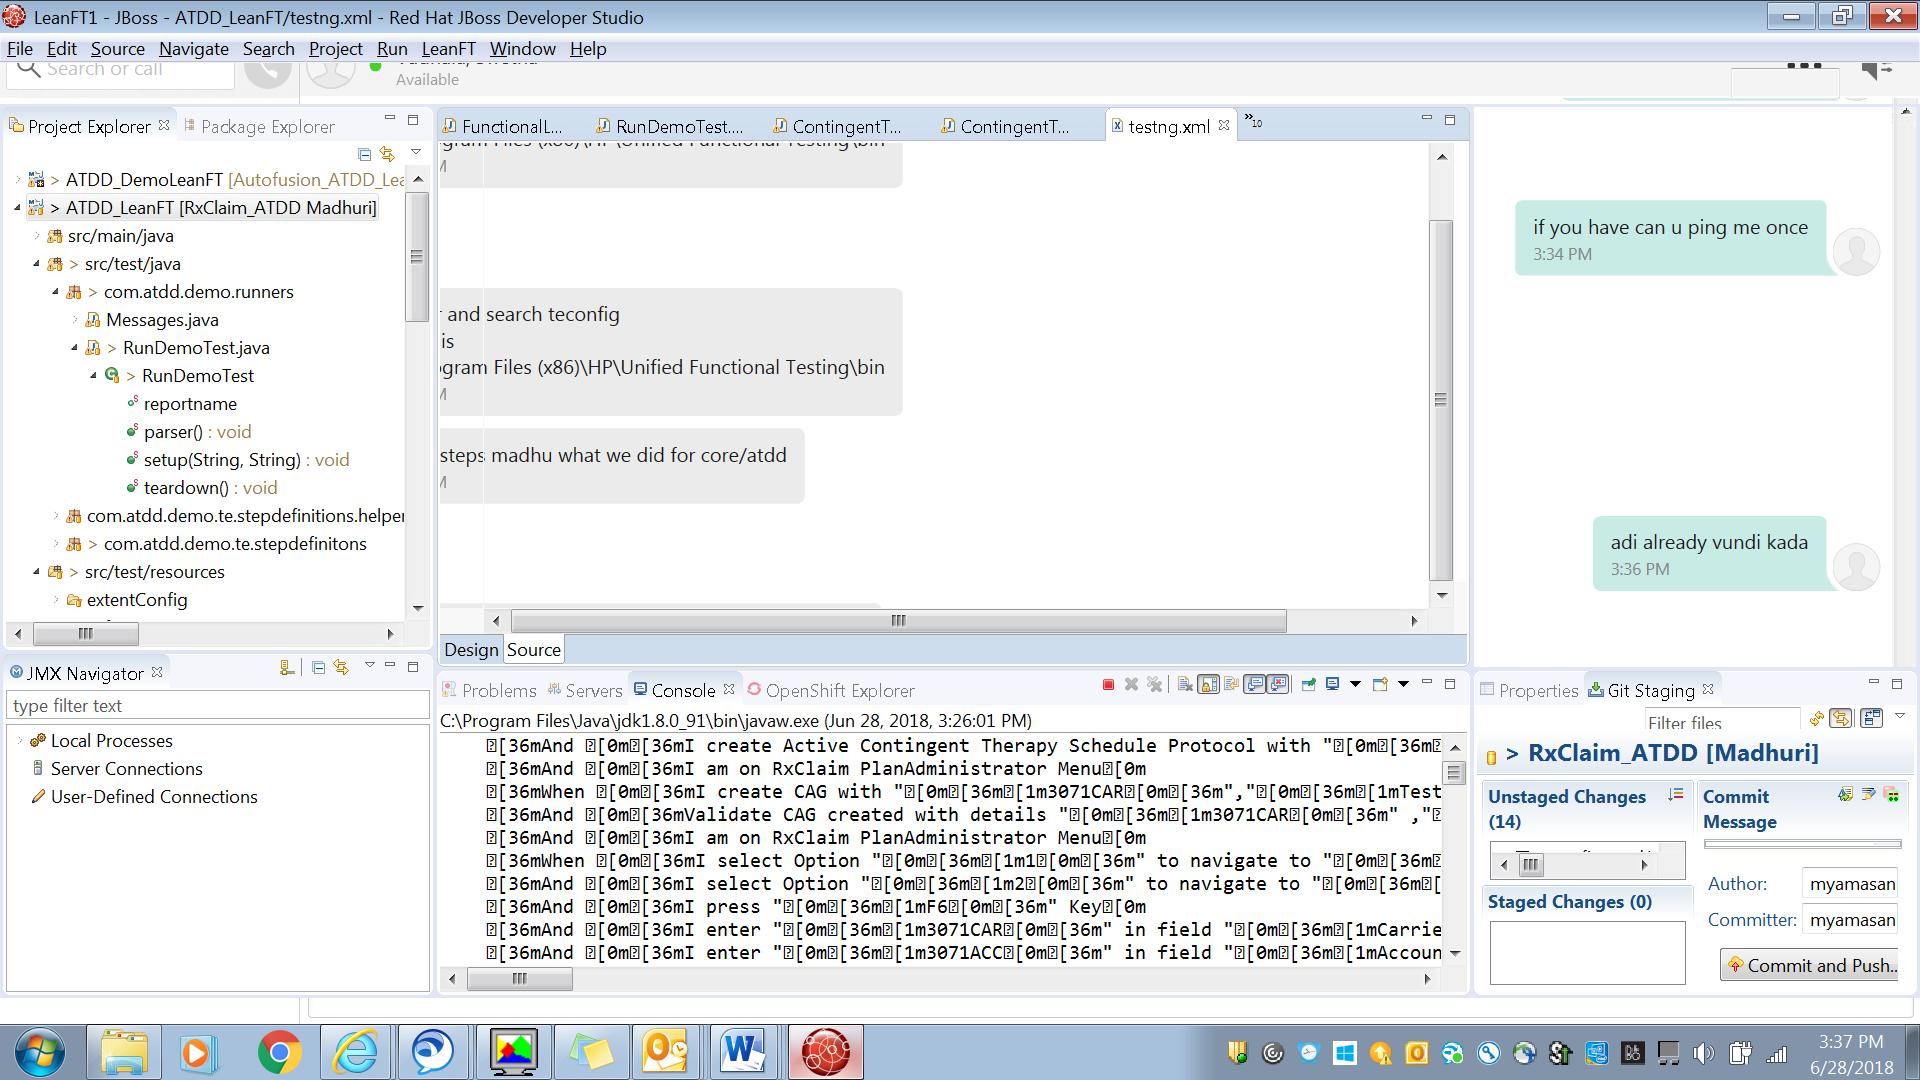 LeanFT1 - JBoss - ATDD_LeanFT/testng.xml - Red Hat JBoss Developer Studio
File Edit Source Navigate Search Project Run LeanFT Window Help
Search or call
Available
Project Explorer
Package Explorer
ATDD_DemoLeanFT [Autofusion_ATDD_Lea
> ATDD_LeanFT [RxClaim_ATDD Madhuri]
src/main/java
> src/test/java
> com.atdd.demo.runners
Messages.java
> RunDemoTest.java
> RunDemoTest
reportname
parser() : void
setup(String, String) : void
teardown() : void
com.atdd.demo.te.stepdefinitions.helper
> com.atdd.demo.te.stepdefinitons
> src/test/resources
extentConfig
FunctionalL... RunDemoTest.... ContingentT... ContingentT... testng.xml »10
gram Files (x86)\HP\Unified Functional Testing\bin
and search teconfig
is
gram Files (x86)\HP\Unified Functional Testing\bin
steps madhu what we did for core/atdd
Design Source
if you have can u ping me once
3:34 PM
adi already vundi kada
3:36 PM
JMX Navigator
type filter text
Local Processes
Server Connections
User-Defined Connections
Problems Servers Console OpenShift Explorer
C:\Program Files\Java\jdk1.8.0_91\bin\javaw.exe (Jun 28, 2018, 3:26:01 PM)
[36mAnd [0m[36mI create Active Contingent Therapy Schedule Protocol with "[0m[36m
[36mAnd [0m[36mI am on RxClaim PlanAdministrator Menu[0m
[36mWhen [0m[36mI create CAG with "[0m[36m[1m3071CAR[0m[36m","[0m[36m[1mTest
[36mAnd [0m[36mValidate CAG created with details "[0m[36m[1m3071CAR[0m[36m" ,"
[36mAnd [0m[36mI am on RxClaim PlanAdministrator Menu[0m
[36mWhen [0m[36mI select Option "[0m[36m[1m1[0m[36m" to navigate to "[0m[36m
[36mAnd [0m[36mI select Option "[0m[36m[1m2[0m[36m" to navigate to "[0m[36m[
[36mAnd [0m[36mI press "[0m[36m[1mF6[0m[36m" Key[0m
[36mAnd [0m[36mI enter "[0m[36m[1m3071CAR[0m[36m" in field "[0m[36m[1mCarrie
[36mAnd [0m[36mI enter "[0m[36m[1m3071ACC[0m[36m" in field "[0m[36m[1mAccoun
Properties Git Staging
Filter files
> RxClaim_ATDD [Madhuri]
Unstaged Changes (14)
Commit Message
Staged Changes (0)
Author: myamasan
Committer: myamasan
Commit and Push..
3:37 PM
6/28/2018